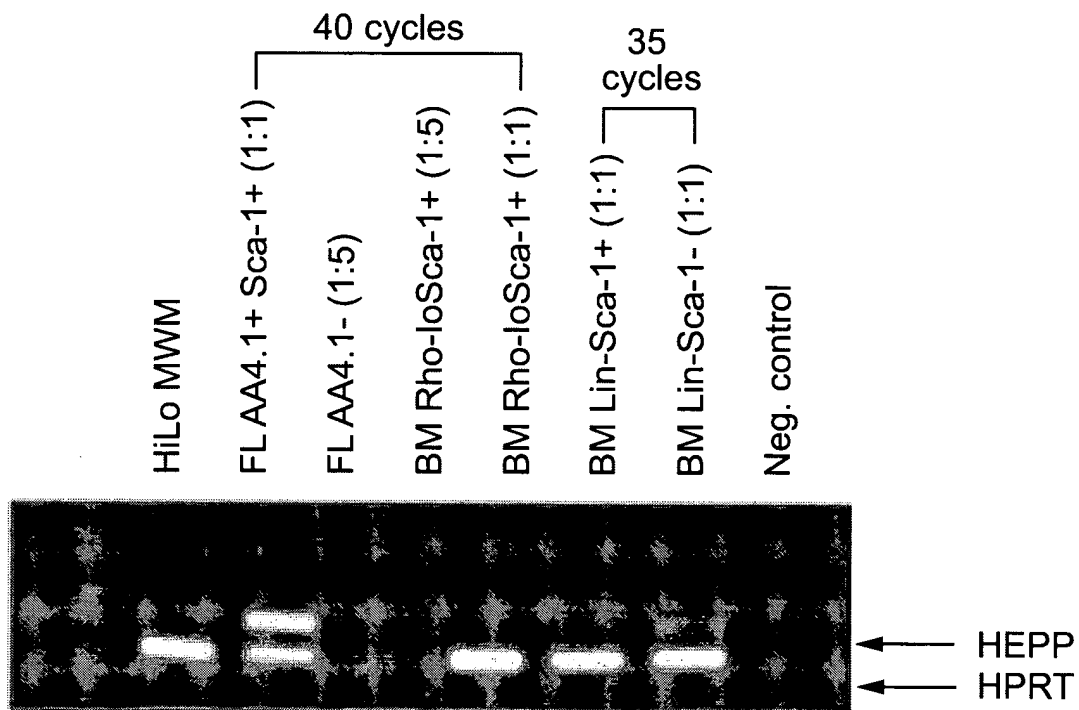 40 cycles
35
cycles
HiLo MWM
FL AA4.1+ Sca-1+ (1:1)
FL AA4.1- (1:5)
BM Rho-loSca-1+ (1:5)
BM Rho-loSca-1+ (1:1)
BM Lin-Sca-1+ (1:1)
BM Lin-Sca-1- (1:1)
Neg. control
HEPP
HPRT